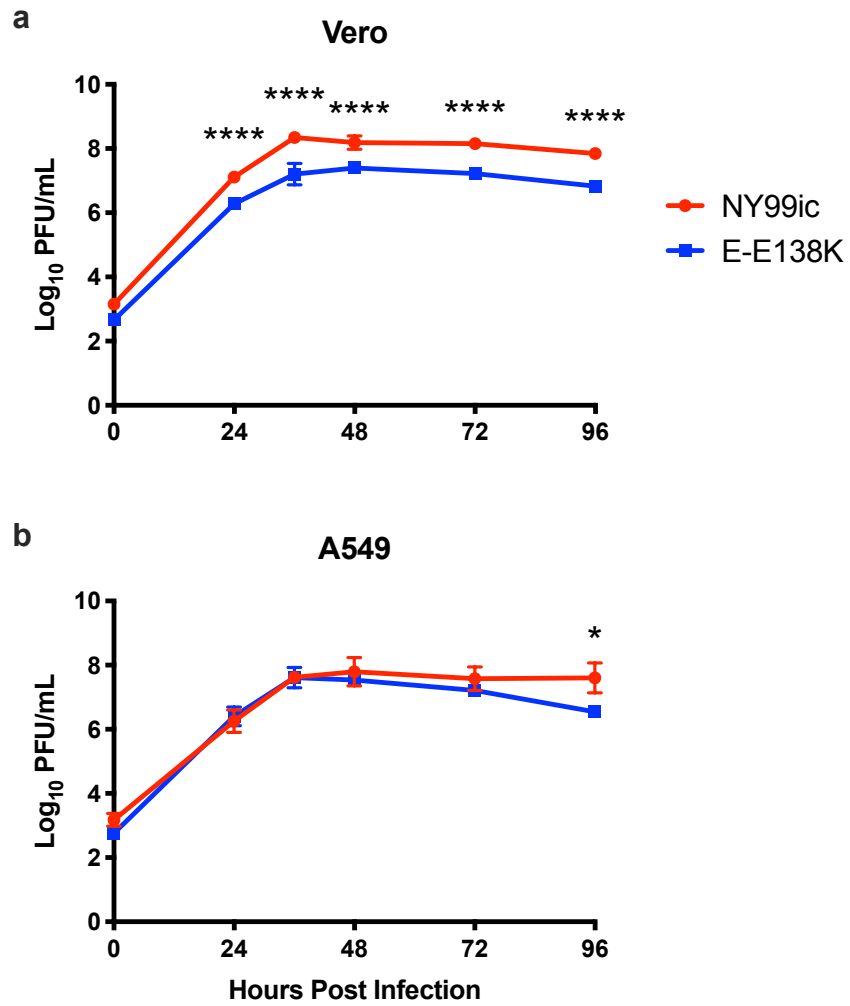 a
Vero
10
8
6
4
2
0
Log10 PFU/mL
****
****
****
****
****
0 24 48 72 96
NY99ic
E-E138K
b
A549
10
8
6
4
2
0
Log10 PFU/mL
*
0 24 48 72 96
Hours Post Infection